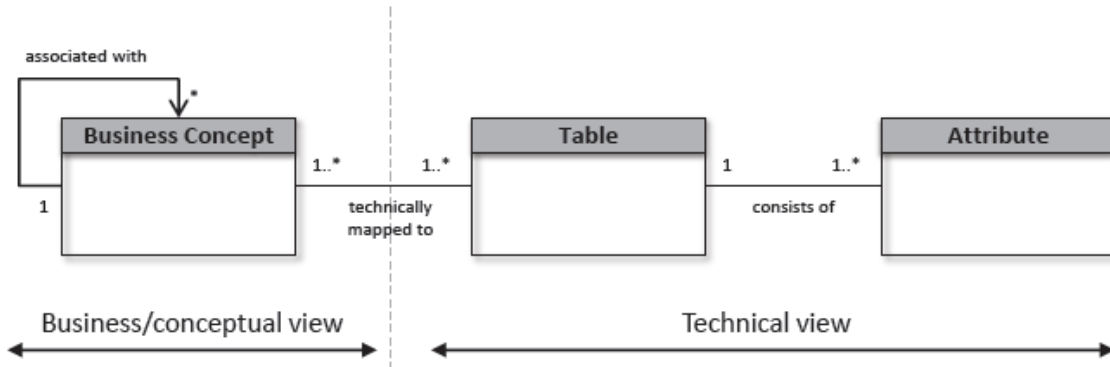 associated with
*
Business Concept
Table
Attribute
1..*
1..*
1
1..*
1
technically
mapped to
consists of
Business/conceptual view
Technical view